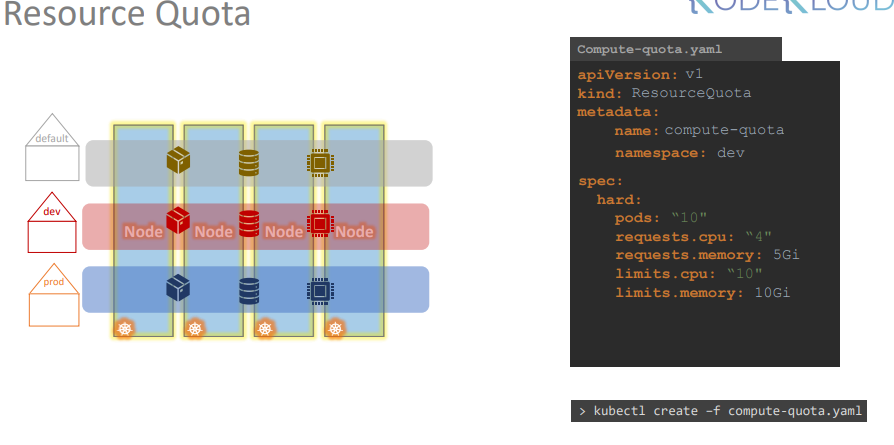 Resource Quota
KODEKLOUD
default
dev
prod
Node Node Node Node
Compute-quota.yaml
apiVersion: v1
kind: ResourceQuota
metadata:
name: compute-quota
namespace: dev
spec:
hard:
pods: “10"
requests.cpu: “4"
requests.memory: 5Gi
limits.cpu: “10"
limits.memory: 10Gi
> kubectl create –f compute-quota.yaml